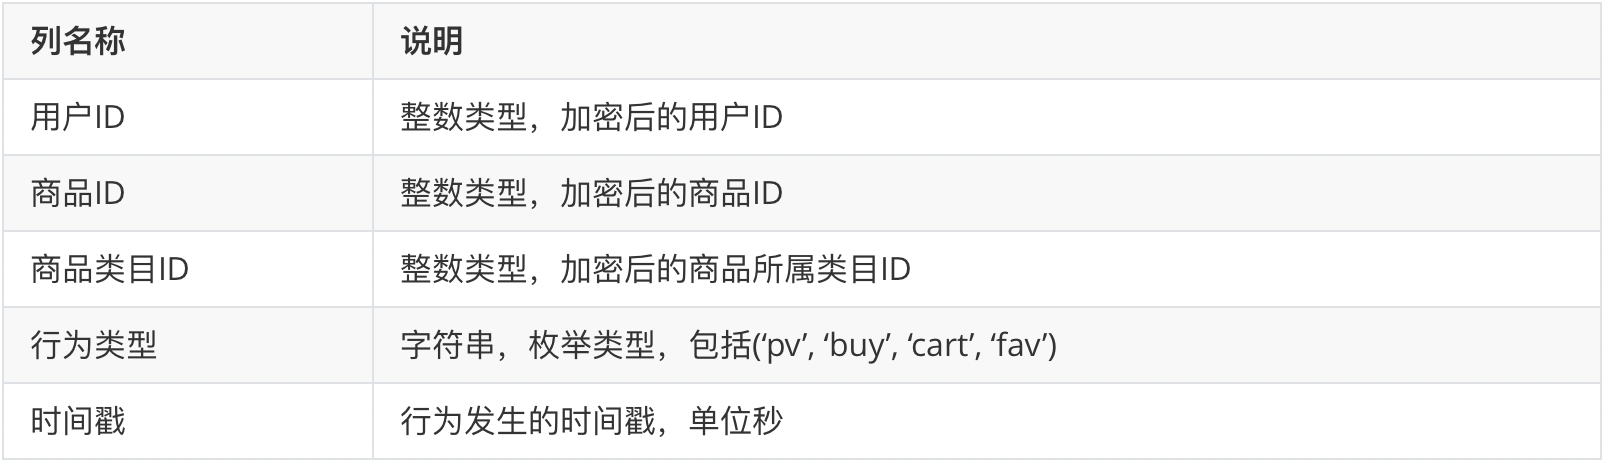 列名称 说明
用户ID 整数类型，加密后的用户ID
商品ID 整数类型，加密后的商品ID
商品类目ID 整数类型，加密后的商品所属类目ID
行为类型 字符串，枚举类型，包括(‘pv’, ‘buy’, ‘cart’, ‘fav’)
时间戳 行为发生的时间戳，单位秒